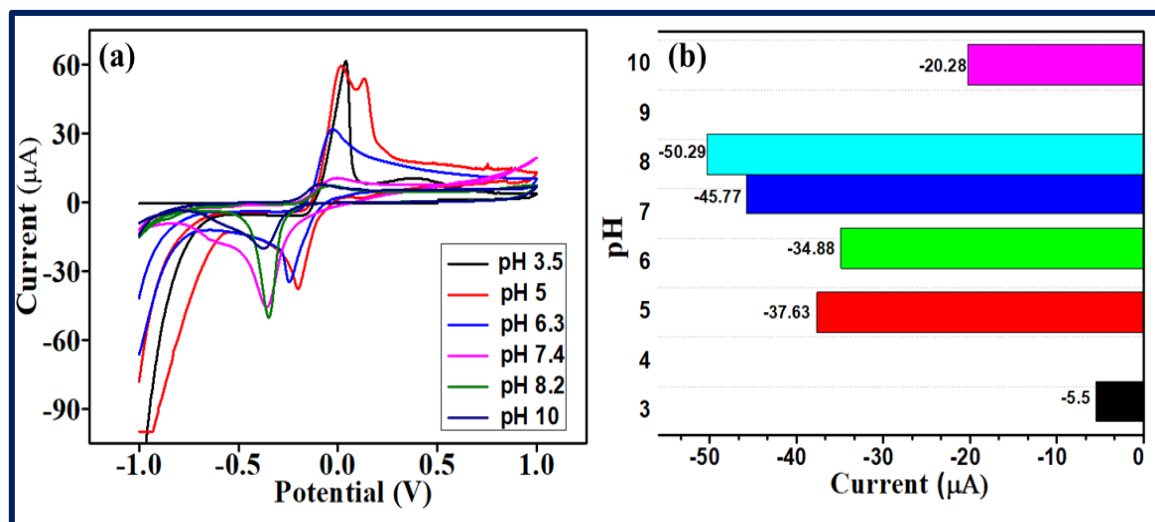 (a)
60
30
0
-30
-60
-90
Current (μA)
-1.0 -0.5 0.0 0.5 1.0
Potential (V)
pH 3.5
pH 5
pH 6.3
pH 7.4
pH 8.2
pH 10
(b)
10
9
8
7
6
5
4
3
pH
-20.28
-50.29
-45.77
-34.88
-37.63
-5.5
-50 -40 -30 -20 -10 0
Current (μA)